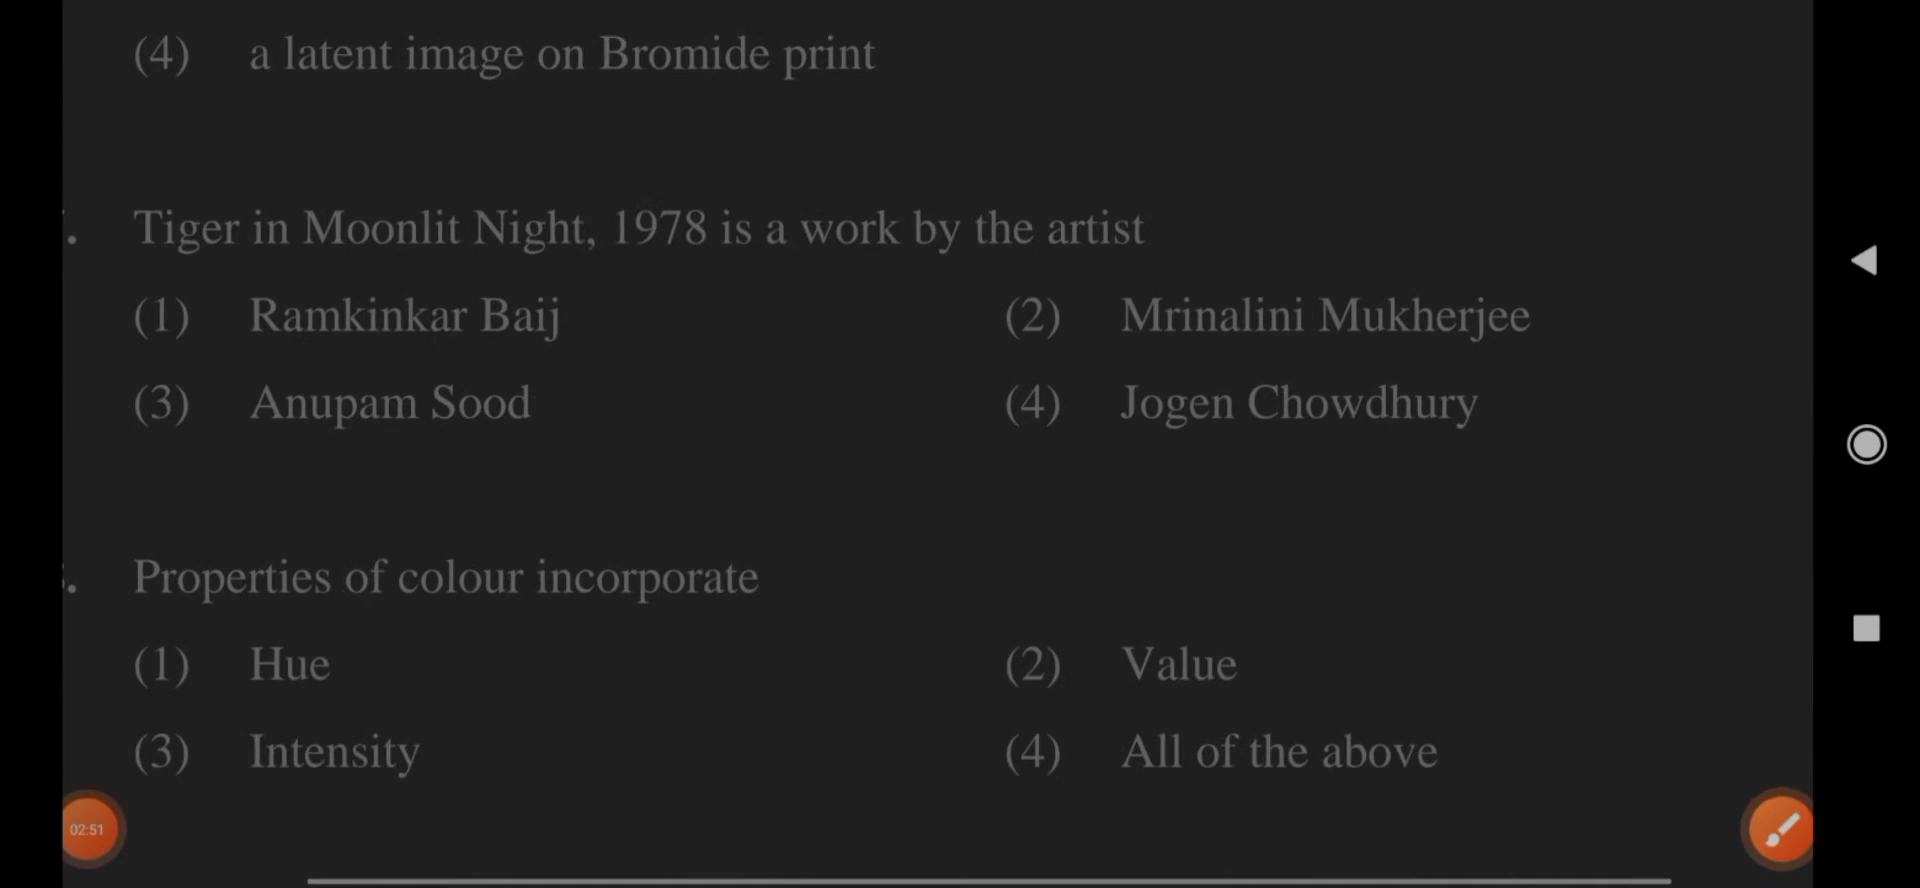 (4) a latent image on Bromide print
. Tiger in Moonlit Night, 1978 is a work by the artist
(1) Ramkinkar Baij (2) Mrinalini Mukherjee
(3) Anupam Sood (4) Jogen Chowdhury
. Properties of colour incorporate
(1) Hue (2) Value
(3) Intensity (4) All of the above
02:51